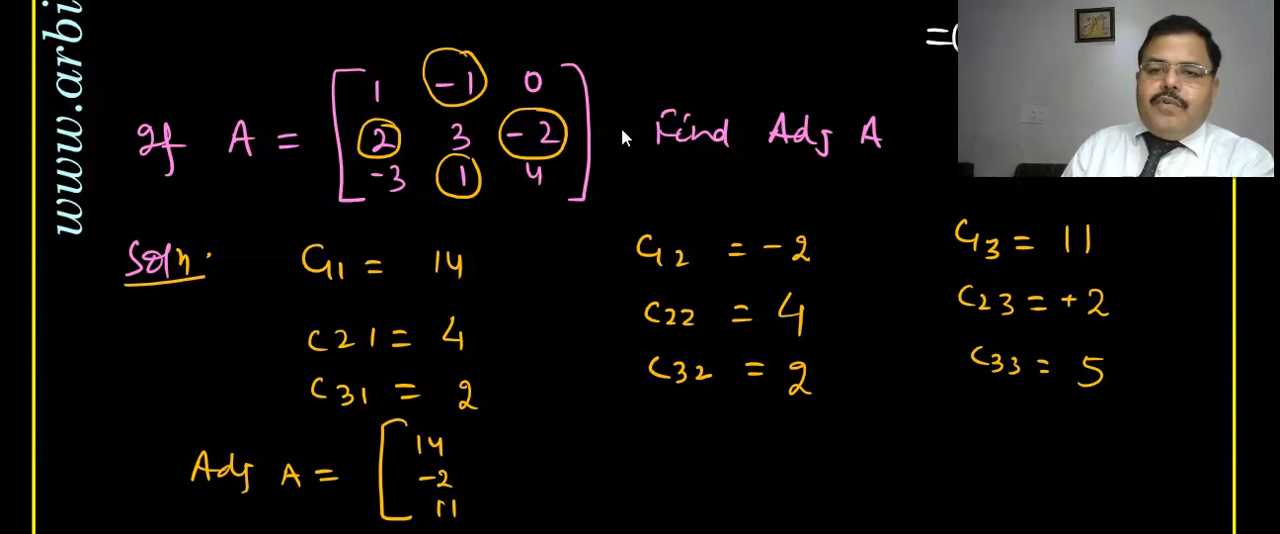 www.arbi
=(
If A = [ 1 -1 0
2 3 -2
-3 1 4 ] Find Adj A
Soln.
C11 = 14 C12 = -2 C13 = 11
C21 = 4 C22 = 4 C23 = +2
C31 = 2 C32 = 2 C33 = 5
Adj A = [ 14
-2
11